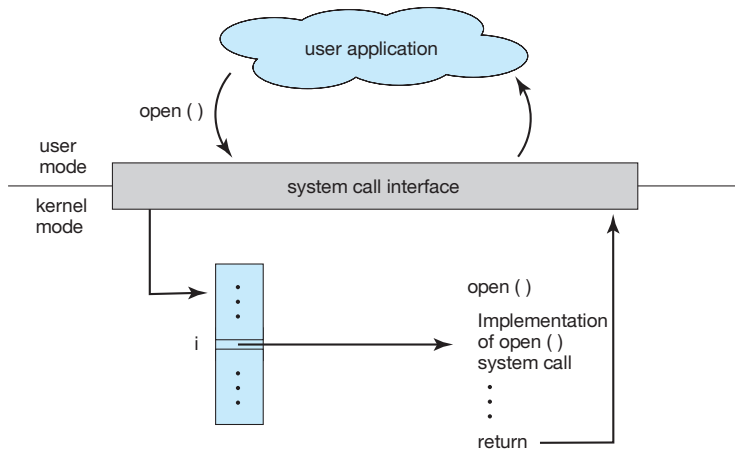 user application
open ( )
user
mode
system call interface
kernel
mode
open ( )
Implementation
i
of open ( )
system call
return